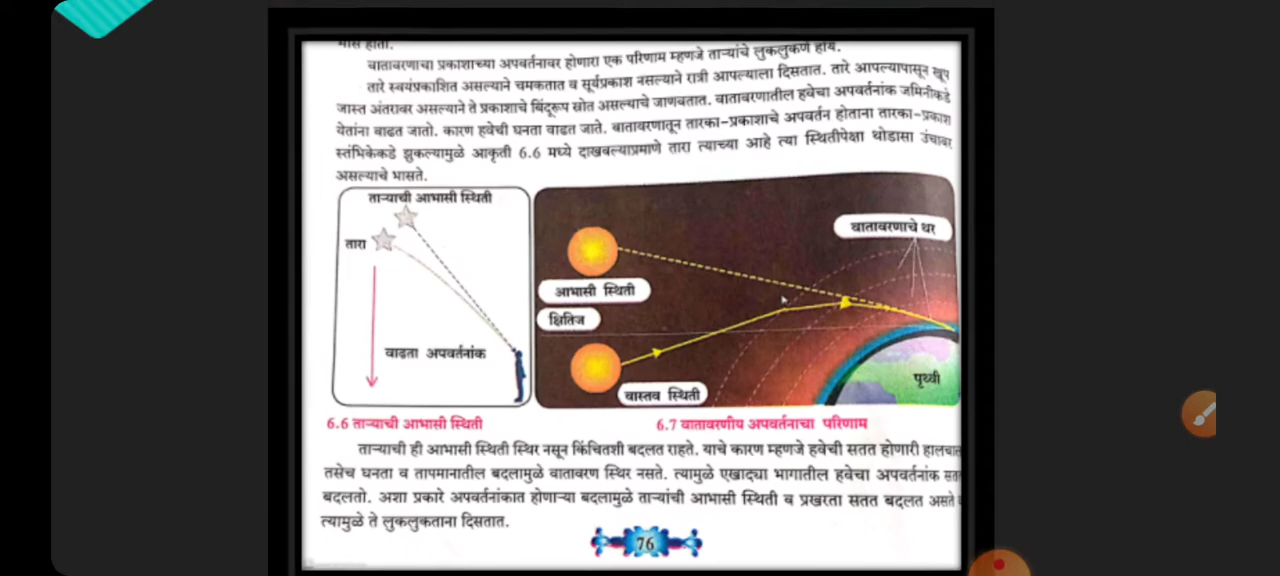 भास होतो.
वातावरणाचा प्रकाशाच्या अपवर्तनावर होणारा एक परिणाम म्हणजे ताऱ्यांचे लुकलुकणे होय.
तारे स्वयंप्रकाशित असल्याने चमकतात व सूर्यप्रकाश नसल्याने रात्री आपल्याला दिसतात. तारे आपल्यापासून खूप
जास्त अंतरावर असल्याने ते प्रकाशाचे बिंदूरूप स्रोत असल्याचे जाणवतात. वातावरणातील हवेचा अपवर्तनांक जमिनीकडे
येतांना वाढत जातो. कारण हवेची घनता वाढत जाते. वातावरणातून तारका-प्रकाशाचे अपवर्तन होताना तारका-प्रकाश
स्तंभिकेकडे झुकल्यामुळे आकृती 6.6 मध्ये दाखवल्याप्रमाणे तारा त्याच्या आहे त्या स्थितीपेक्षा थोडासा उंचावर
असल्याचे भासते.
ताऱ्याची आभासी स्थिती
तारा
वाढता अपवर्तनांक
वातावरणाचे थर
आभासी स्थिती
क्षितिज
वास्तव स्थिती
पृथ्वी
6.6 ताऱ्याची आभासी स्थिती
6.7 वातावरणीय अपवर्तनाचा परिणाम
ताऱ्याची ही आभासी स्थिती स्थिर नसून किंचितशी बदलत राहते. याचे कारण म्हणजे हवेची सतत होणारी हालचाल
तसेच घनता व तापमानातील बदलामुळे वातावरण स्थिर नसते. त्यामुळे एखाद्या भागातील हवेचा अपवर्तनांक सतत
बदलतो. अशा प्रकारे अपवर्तनांकात होणाऱ्या बदलामुळे ताऱ्यांची आभासी स्थिती व प्रखरता सतत बदलत असते
त्यामुळे ते लुकलुकताना दिसतात.
76